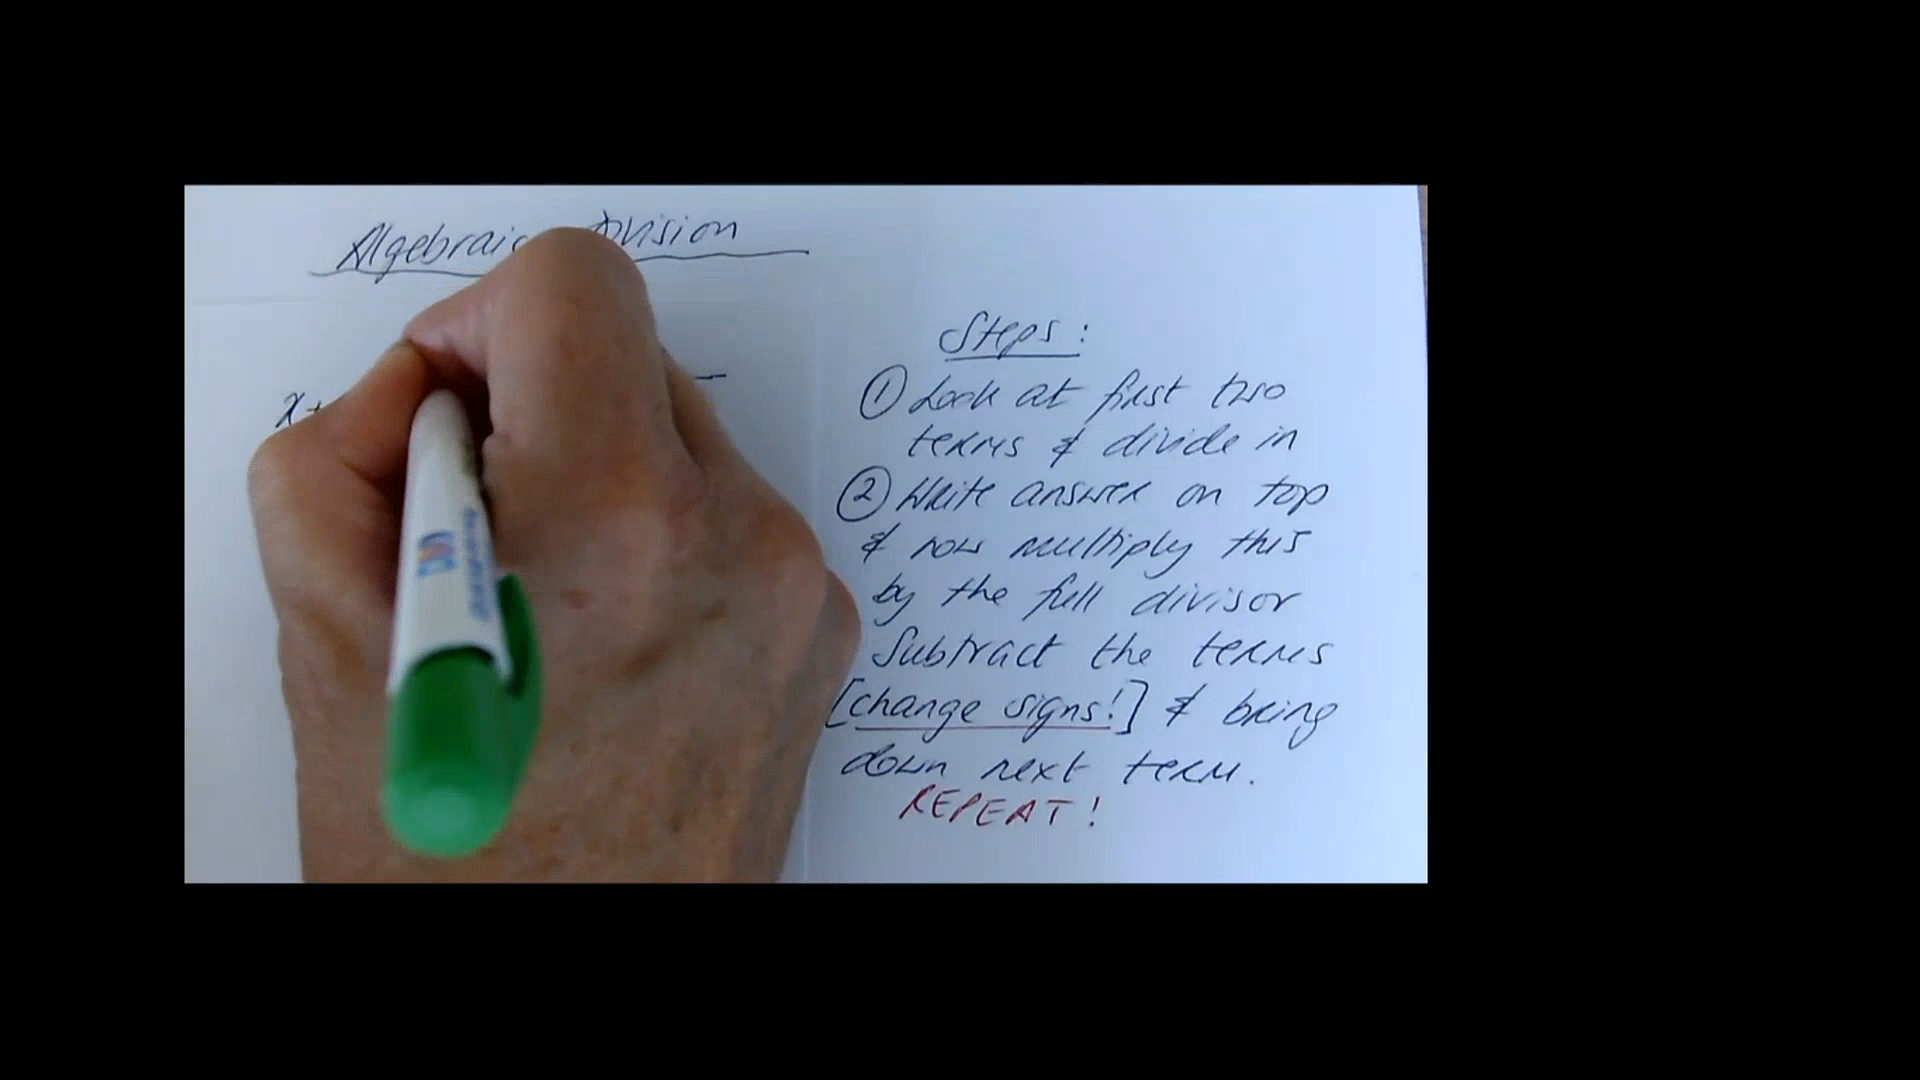 Algebraic Division
x+
Steps:
① Look at first two
terms & divide in
② Write answer on top
& now multiply this
by the full divisor
Subtract the terms
[change signs!] & bring
down next term.
REPEAT!